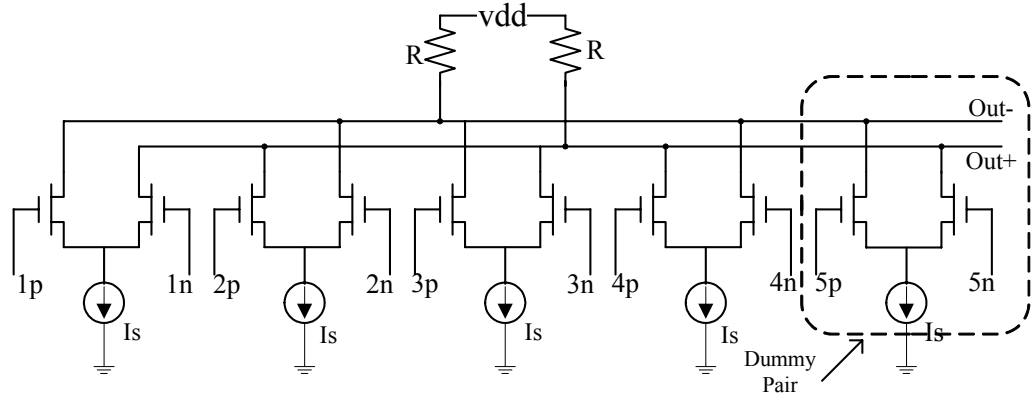 vdd
R
R
Out-
Out+
1p
1n
2p
2n
3p
3n
4p
4n
5p
5n
Is
Is
Is
Is
Is
Dummy
Pair